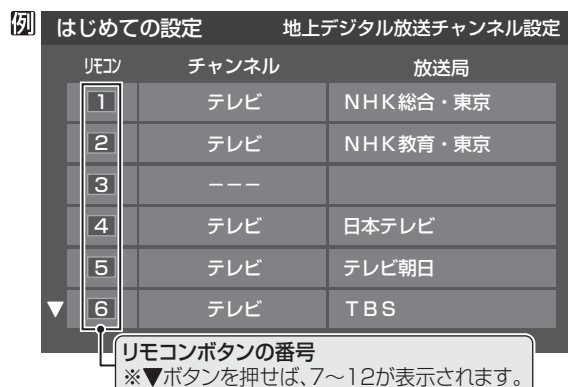 例
はじめての設定 地上デジタル放送チャンネル設定
リモコン チャンネル 放送局
1 テレビ NHK総合・東京
2 テレビ NHK教育・東京
3 −−−
4 テレビ 日本テレビ
5 テレビ テレビ朝日
▼ 6 テレビ TBS
リモコンボタンの番号
※▼ボタンを押せば、7〜12が表示されます。